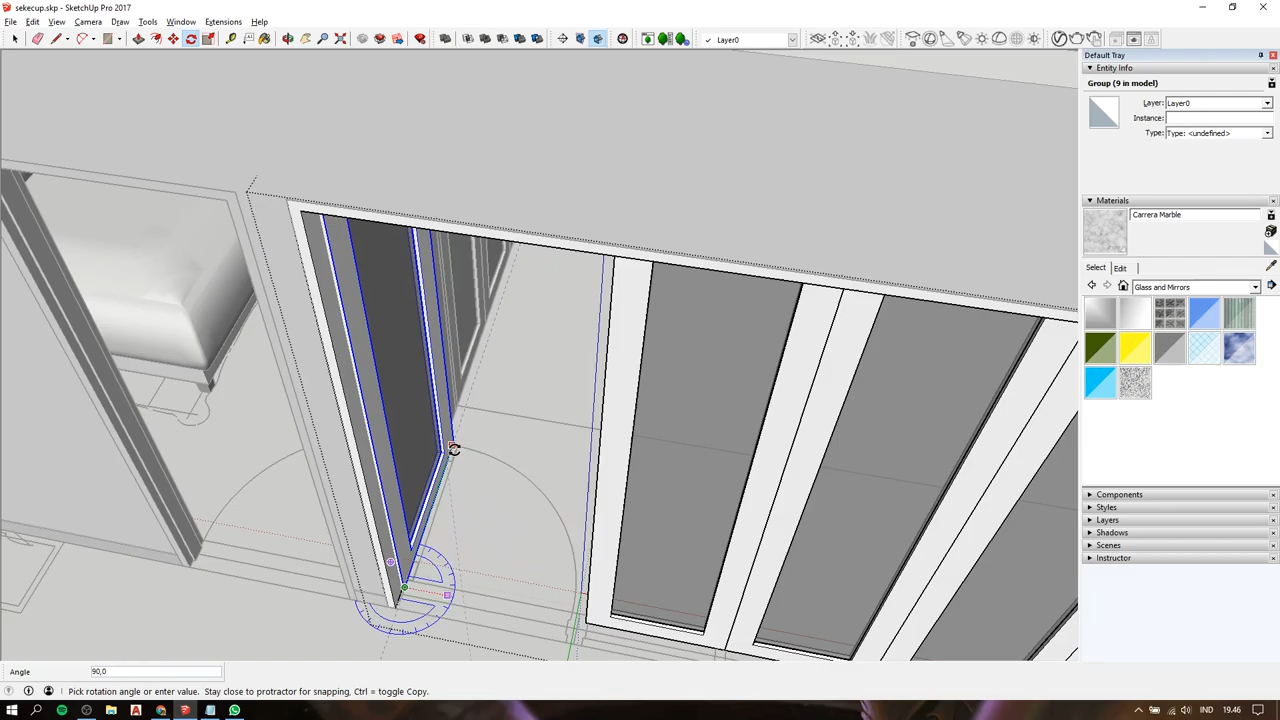 sekecup.skp - SketchUp Pro 2017
File Edit View Camera Draw Tools Window Extensions Help
Layer0
Default Tray
Entity Info
Group (9 in model)
Layer: Layer0
Instance:
Type: Type: <undefined>
Materials
Carrera Marble
Select Edit
Glass and Mirrors
Components
Styles
Layers
Shadows
Scenes
Instructor
Angle 90,0
Pick rotation angle or enter value. Stay close to protractor for snapping, Ctrl = toggle Copy.
IND 19.46